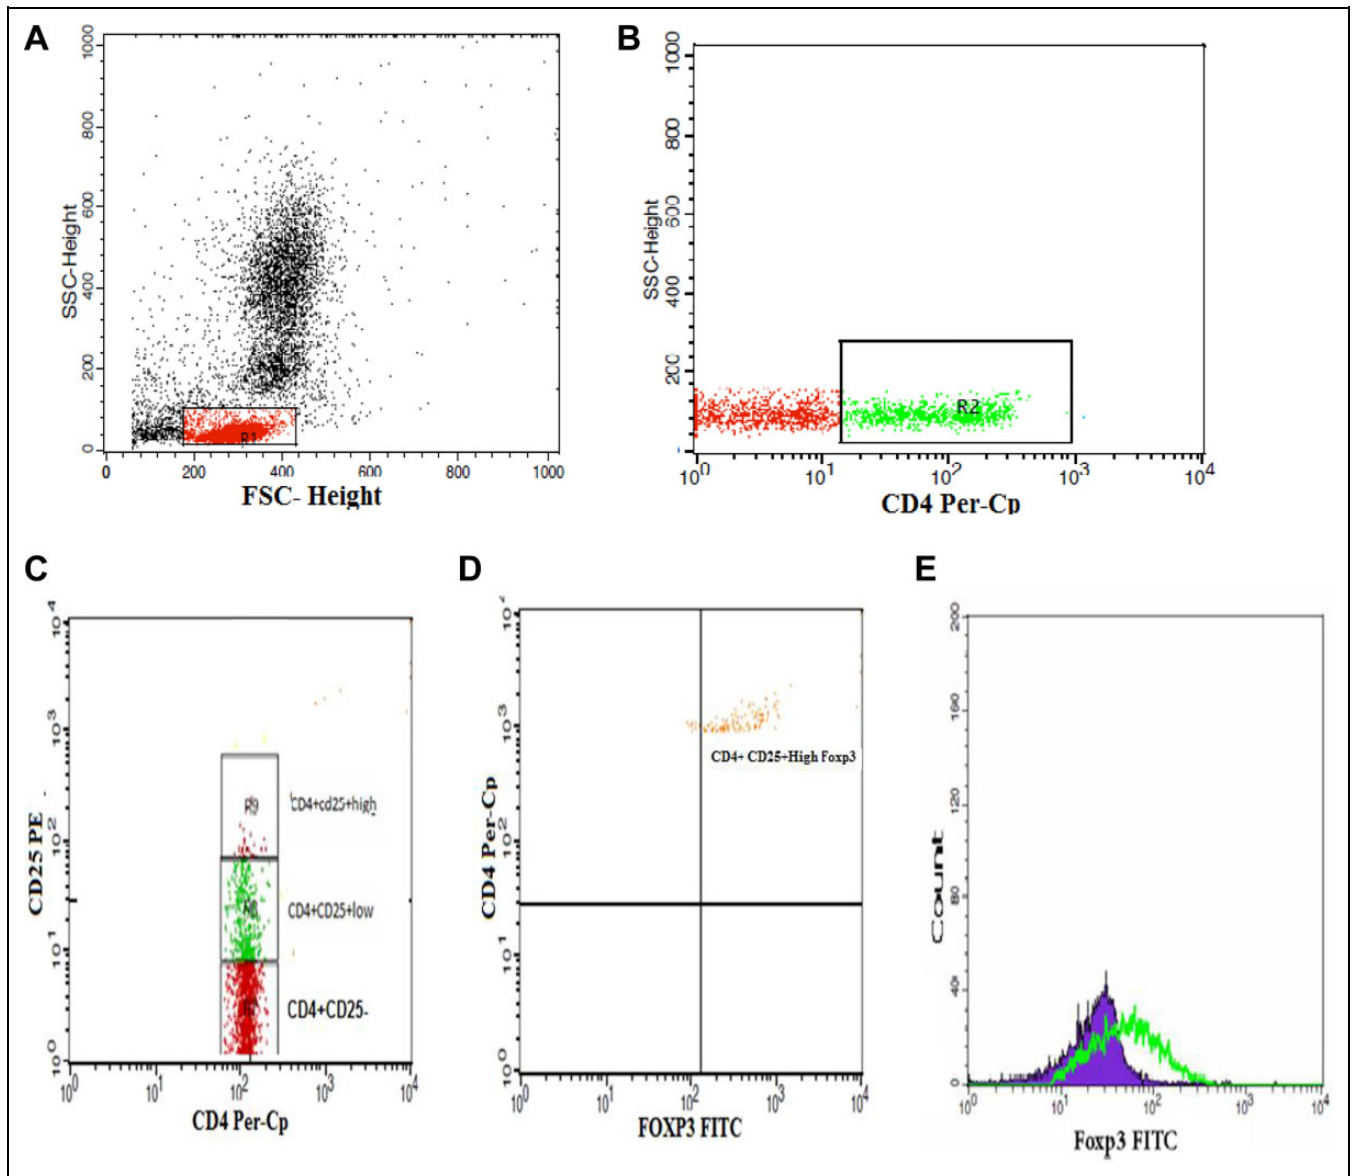 A
1000
800
600
400
200
0
SSC-Height
R1
0 200 400 600 800 1000
FSC- Height
B
1000
800
600
400
200
SSC-Height
R2
10^0 10^1 10^2 10^3 10^4
CD4 Per-Cp
C
10^4
10^3
10^2
10^1
10^0
CD25 PE
R9
CD4+cd25+high
CD4+CD25+low
CD4+CD25-
10^0 10^1 10^2 10^3 10^4
CD4 Per-Cp
D
10^4
10^3
10^2
10^1
10^0
CD4 Per-Cp
CD4+ CD25+High Foxp3
10^0 10^1 10^2 10^3 10^4
FOXP3 FITC
E
200
160
120
80
40
0
Count
10^0 10^1 10^2 10^3 10^4
Foxp3 FITC